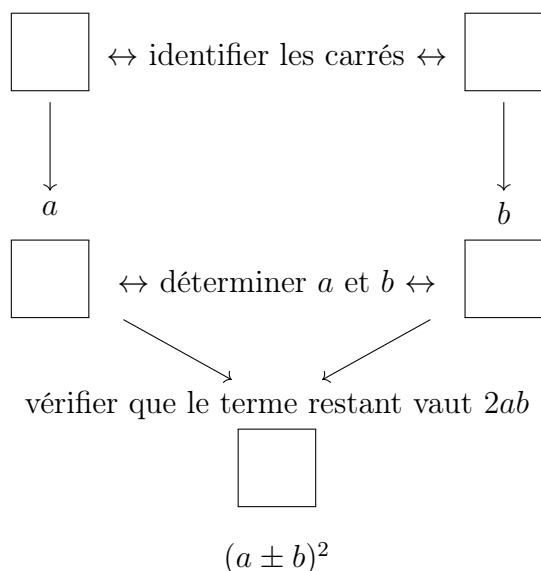 ↔ identifier les carrés ↔
a
b
↔ déterminer a et b ↔
vérifier que le terme restant vaut 2ab
(a ± b)²